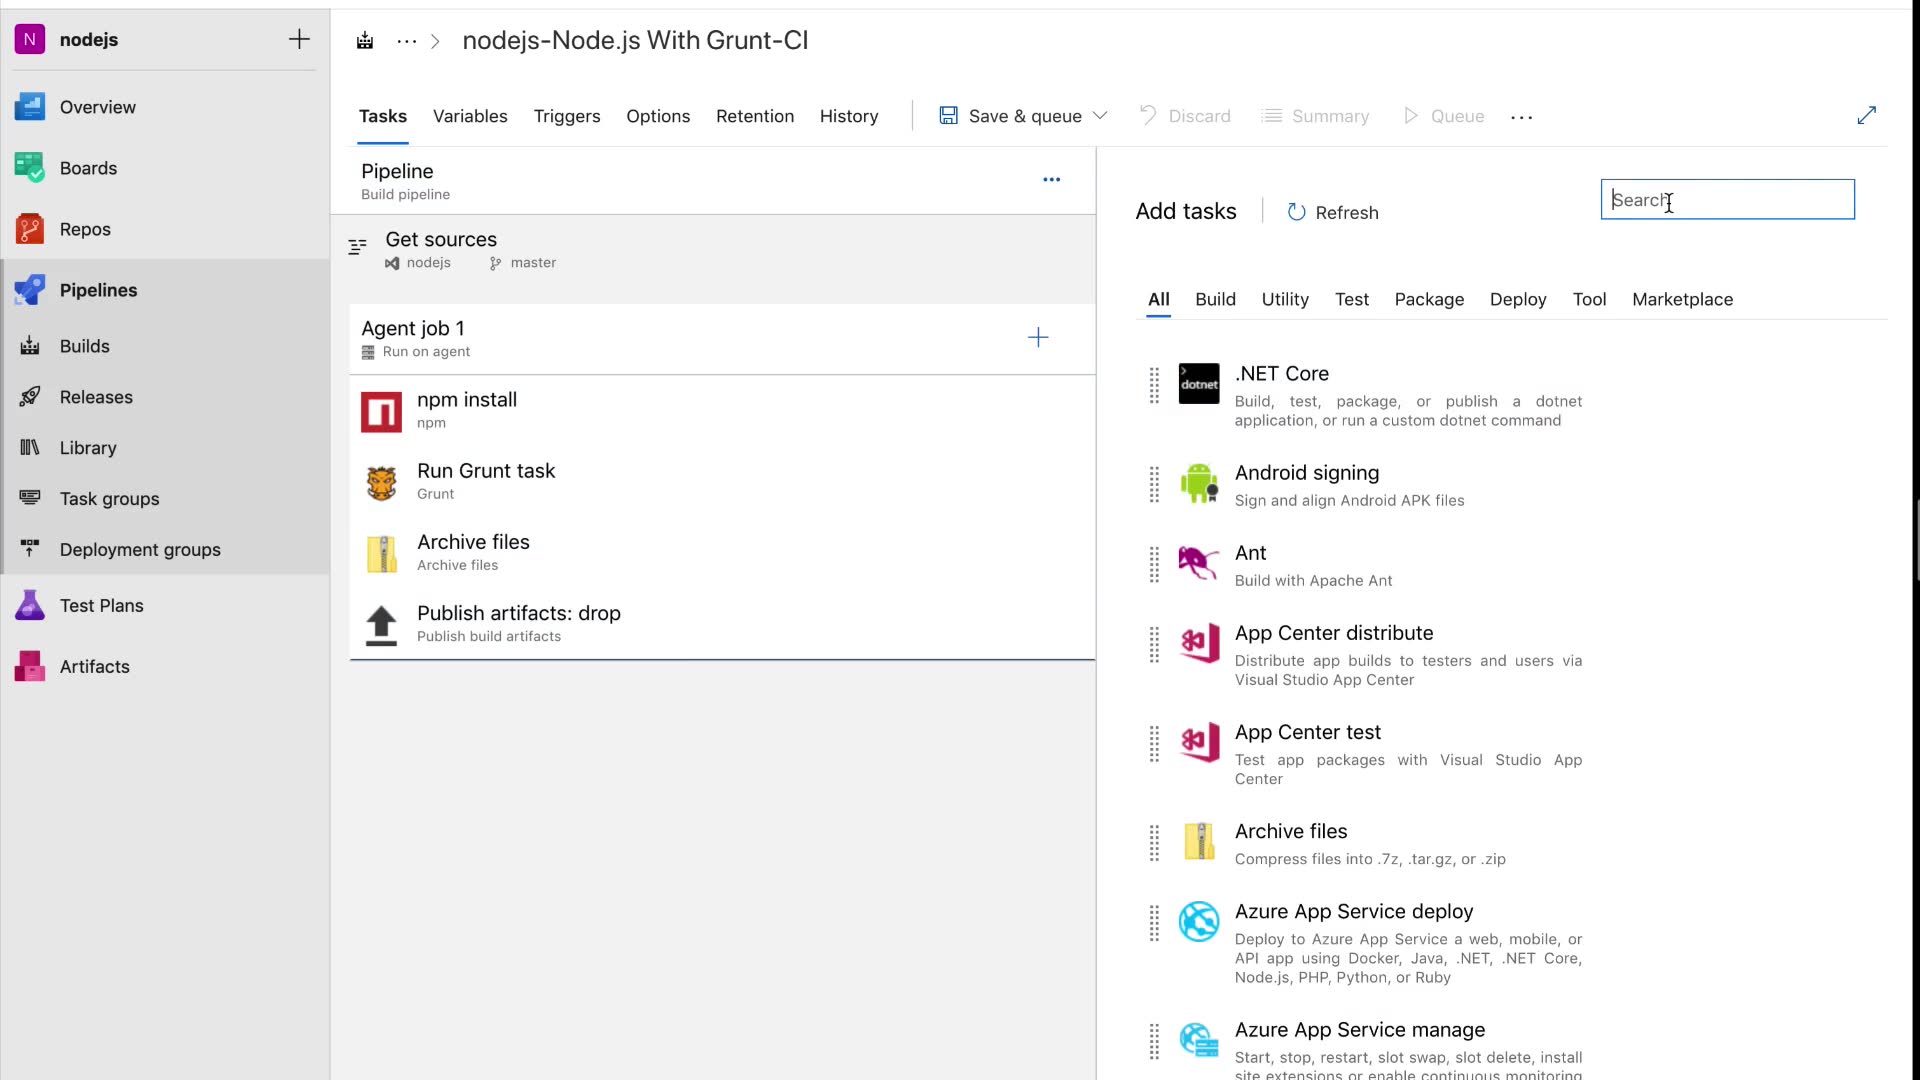 N nodejs
Overview
Boards
Repos
Pipelines
Builds
Releases
Library
Task groups
Deployment groups
Test Plans
Artifacts
... > nodejs-Node.js With Grunt-CI
Tasks Variables Triggers Options Retention History Save & queue Discard Summary Queue ...
Pipeline
Build pipeline
Get sources
nodejs master
Agent job 1
Run on agent
npm install
npm
Run Grunt task
Grunt
Archive files
Archive files
Publish artifacts: drop
Publish build artifacts
Add tasks Refresh Search
All Build Utility Test Package Deploy Tool Marketplace
dotnet
.NET Core
Build, test, package, or publish a dotnet
application, or run a custom dotnet command
Android signing
Sign and align Android APK files
Ant
Build with Apache Ant
App Center distribute
Distribute app builds to testers and users via
Visual Studio App Center
App Center test
Test app packages with Visual Studio App
Center
Archive files
Compress files into .7z, .tar.gz, or .zip
Azure App Service deploy
Deploy to Azure App Service a web, mobile, or
API app using Docker, Java, .NET, .NET Core,
Node.js, PHP, Python, or Ruby
Azure App Service manage
Start, stop, restart, slot swap, slot delete, install
site extensions or enable continuous monitoring